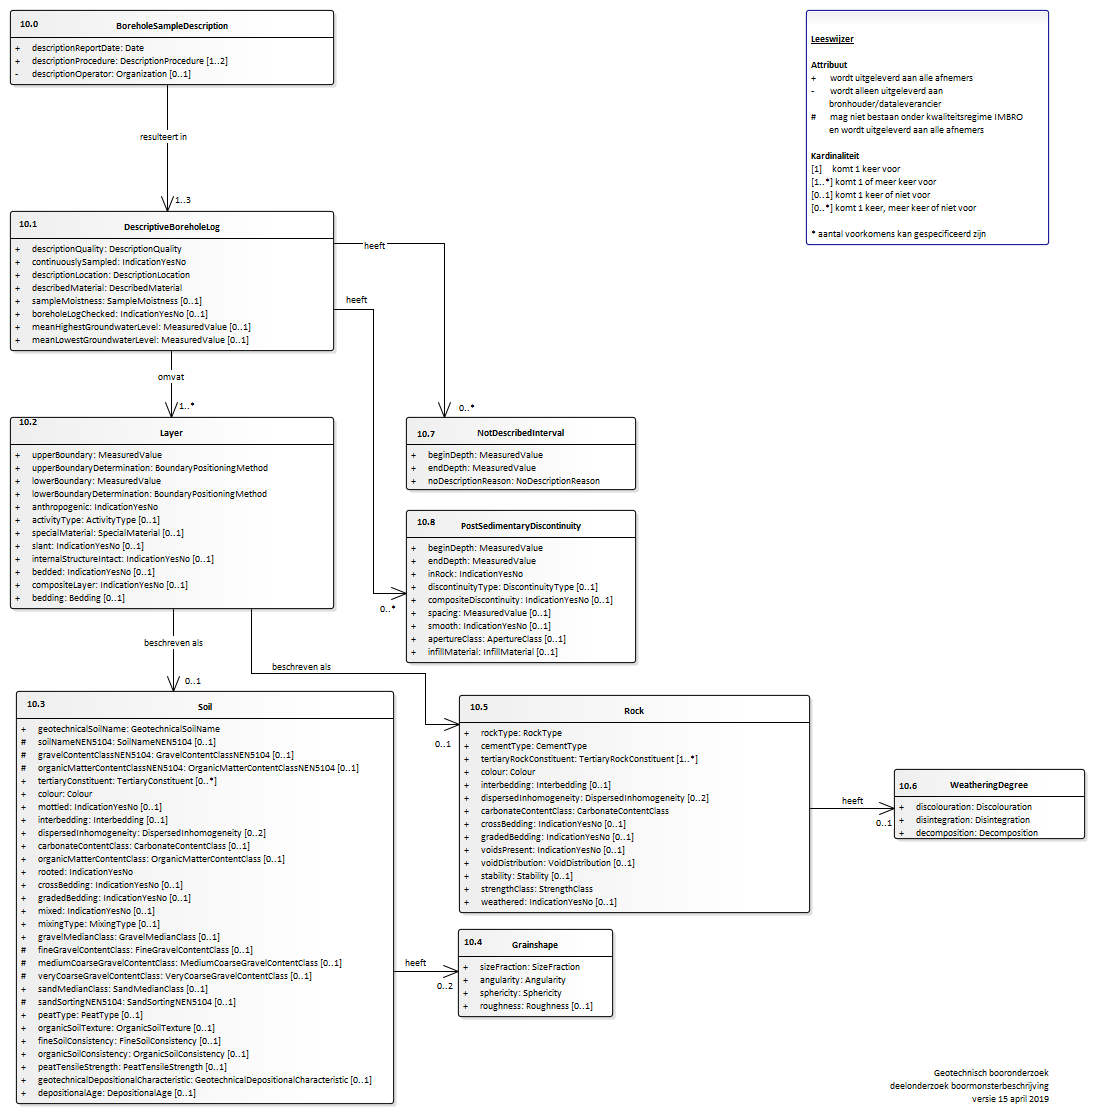 10.0 BoreholeSampleDescription
+ descriptionReportDate: Date
+ descriptionProcedure: DescriptionProcedure [1..2]
- descriptionOperator: Organization [0..1]
resulteert in
1..3
10.1 DescriptiveBoreholeLog
+ descriptionQuality: DescriptionQuality
+ continuouslySampled: IndicationYesNo
+ descriptionLocation: DescriptionLocation
+ describedMaterial: DescribedMaterial
+ sampleMoistness: SampleMoistness [0..1]
+ boreholeLogChecked: IndicationYesNo [0..1]
+ meanHighestGroundwaterLevel: MeasuredValue [0..1]
+ meanLowestGroundwaterLevel: MeasuredValue [0..1]
heeft
heeft
omvat
1..*
0..*
10.2
Layer
+ upperBoundary: MeasuredValue
+ upperBoundaryDetermination: BoundaryPositioningMethod
+ lowerBoundary: MeasuredValue
+ lowerBoundaryDetermination: BoundaryPositioningMethod
+ anthropogenic: IndicationYesNo
+ activityType: ActivityType [0..1]
+ specialMaterial: SpecialMaterial [0..1]
+ slant: IndicationYesNo [0..1]
+ internalStructureIntact: IndicationYesNo [0..1]
+ bedded: IndicationYesNo [0..1]
+ compositeLayer: IndicationYesNo [0..1]
+ bedding: Bedding [0..1]
10.7 NotDescribedInterval
+ beginDepth: MeasuredValue
+ endDepth: MeasuredValue
+ noDescriptionReason: NoDescriptionReason
10.8 PostSedimentaryDiscontinuity
+ beginDepth: MeasuredValue
+ endDepth: MeasuredValue
+ inRock: IndicationYesNo
+ discontinuityType: DiscontinuityType [0..1]
+ compositeDiscontinuity: IndicationYesNo [0..1]
+ spacing: MeasuredValue [0..1]
+ smooth: IndicationYesNo [0..1]
+ apertureClass: ApertureClass [0..1]
+ infillMaterial: InfillMaterial [0..1]
0..*
beschreven als
0..1
beschreven als
0..1
10.3 Soil
+ geotechnicalSoilName: GeotechnicalSoilName
# soilNameNEN5104: SoilNameNEN5104 [0..1]
# gravelContentClassNEN5104: GravelContentClassNEN5104 [0..1]
# organicMatterContentClassNEN5104: OrganicMatterContentClassNEN5104 [0..1]
+ tertiaryConstituent: TertiaryConstituent [0..*]
+ colour: Colour
+ mottled: IndicationYesNo [0..1]
+ interbedding: Interbedding [0..1]
+ dispersedInhomogeneity: DispersedInhomogeneity [0..2]
+ carbonateContentClass: CarbonateContentClass [0..1]
+ organicMatterContentClass: OrganicMatterContentClass [0..1]
+ rooted: IndicationYesNo
+ crossBedding: IndicationYesNo [0..1]
+ gradedBedding: IndicationYesNo [0..1]
+ mixed: IndicationYesNo [0..1]
+ mixingType: MixingType [0..1]
+ gravelMedianClass: GravelMedianClass [0..1]
# fineGravelContentClass: FineGravelContentClass [0..1]
# mediumCoarseGravelContentClass: MediumCoarseGravelContentClass [0..1]
# veryCoarseGravelContentClass: VeryCoarseGravelContentClass [0..1]
+ sandMedianClass: SandMedianClass [0..1]
# sandSortingNEN5104: SandSortingNEN5104 [0..1]
+ peatType: PeatType [0..1]
+ organicSoilTexture: OrganicSoilTexture [0..1]
+ fineSoilConsistency: FineSoilConsistency [0..1]
+ organicSoilConsistency: OrganicSoilConsistency [0..1]
+ peatTensileStrength: PeatTensileStrength [0..1]
+ geotechnicalDepositionalCharacteristic: GeotechnicalDepositionalCharacteristic [0..1]
+ depositionalAge: DepositionalAge [0..1]
10.5 Rock
+ rockType: RockType
+ cementType: CementType
+ tertiaryRockConstituent: TertiaryRockConstituent [1..*]
+ colour: Colour
+ interbedding: Interbedding [0..1]
+ dispersedInhomogeneity: DispersedInhomogeneity [0..2]
+ carbonateContentClass: CarbonateContentClass
+ crossBedding: IndicationYesNo [0..1]
+ gradedBedding: IndicationYesNo [0..1]
+ voidsPresent: IndicationYesNo [0..1]
+ voidDistribution: VoidDistribution [0..1]
+ stability: Stability [0..1]
+ strengthClass: StrengthClass
+ weathered: IndicationYesNo [0..1]
heeft
0..1
10.6 WeatheringDegree
+ discolouration: Discolouration
+ disintegration: Disintegration
+ decomposition: Decomposition
heeft
0..2
10.4 Grainshape
+ sizeFraction: SizeFraction
+ angularity: Angularity
+ sphericity: Sphericity
+ roughness: Roughness [0..1]
Leeswijzer
Attribuut
+ wordt uitgeleverd aan alle afnemers
- wordt alleen uitgeleverd aan
bronhouder/dataleverancier
# mag niet bestaan onder kwaliteitsregime IMBRO
en wordt uitgeleverd aan alle afnemers
Kardinaliteit
[1] komt 1 keer voor
[1..*] komt 1 of meer keer voor
[0..1] komt 1 keer of niet voor
[0..*] komt 1 keer, meer keer of niet voor
* aantal voorkomens kan gespecificeerd zijn
Geotechnisch booronderzoek
deelonderzoek boormonsterbeschrijving
versie 15 april 2019